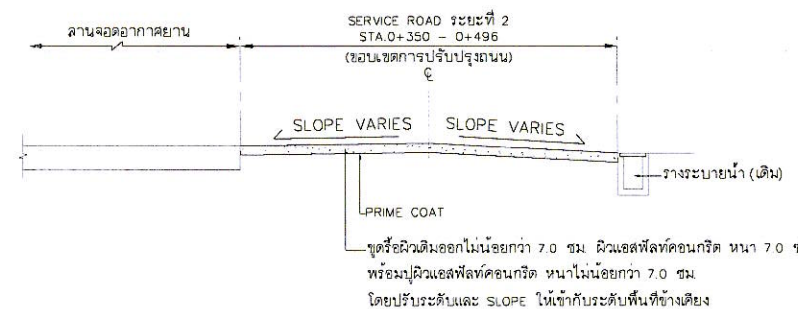 ลานจอดอากาศยาน
SERVICE ROAD ระยะที่ 2
STA.0+350 - 0+496
(ขอบเขตการปรับปรุงถนน)
SLOPE VARIES
SLOPE VARIES
รางระบายน้ำ (เดิม)
PRIME COAT
ขูดรื้อผิวเดิมออกไม่น้อยกว่า 7.0 ซม. ผิวแอสฟัลท์คอนกรีต หนา 7.0
พร้อมปูผิวแอสฟัลท์คอนกรีต หนาไม่น้อยกว่า 7.0 ซม.
โดยปรับระดับและ SLOPE ให้เข้ากับระดับพื้นที่ข้างเคียง